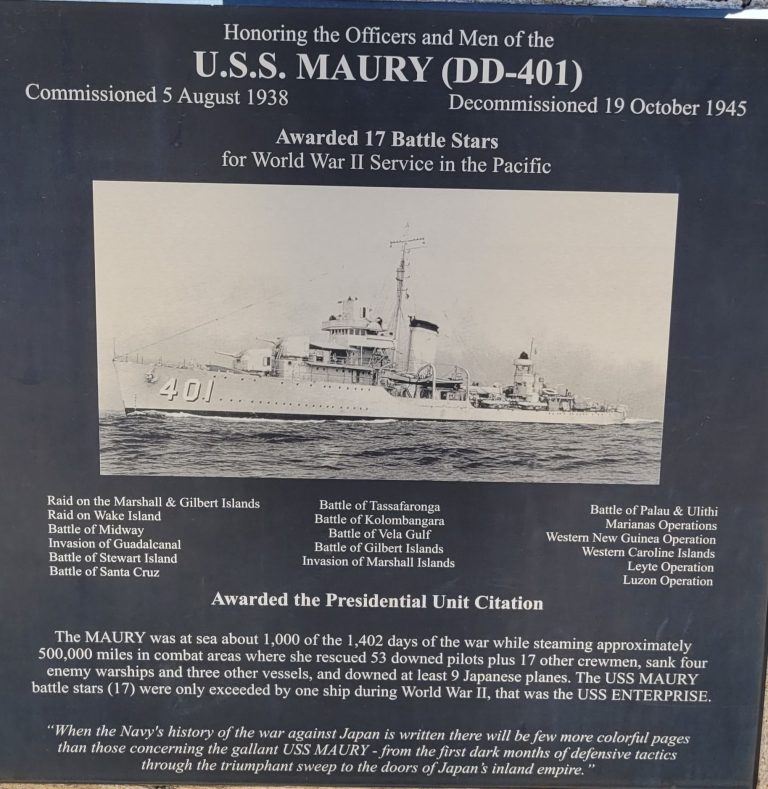 Honoring the Officers and Men of the
U.S.S. MAURY (DD-401)
Commissioned 5 August 1938
Decommissioned 19 October 1945
Awarded 17 Battle Stars
for World War II Service in the Pacific
401
Raid on the Marshall & Gilbert Islands
Raid on Wake Island
Battle of Midway
Invasion of Guadalcanal
Battle of Stewart Island
Battle of Santa Cruz
Battle of Tassafaronga
Battle of Kolombangara
Battle of Vela Gulf
Battle of Gilbert Islands
Invasion of Marshall Islands
Battle of Palau & Ulithi
Marianas Operations
Western New Guinea Operation
Western Caroline Islands
Leyte Operation
Luzon Operation
Awarded the Presidential Unit Citation
The MAURY was at sea about 1,000 of the 1,402 days of the war while steaming approximately
500,000 miles in combat areas where she rescued 53 downed pilots plus 17 other crewmen, sank four
enemy warships and three other vessels, and downed at least 9 Japanese planes. The USS MAURY
battle stars (17) were only exceeded by one ship during World War II, that was the USS ENTERPRISE.
“When the Navy's history of the war against Japan is written there will be few more colorful pages
than those concerning the gallant USS MAURY - from the first dark months of defensive tactics
through the triumphant sweep to the doors of Japan's inland empire.”